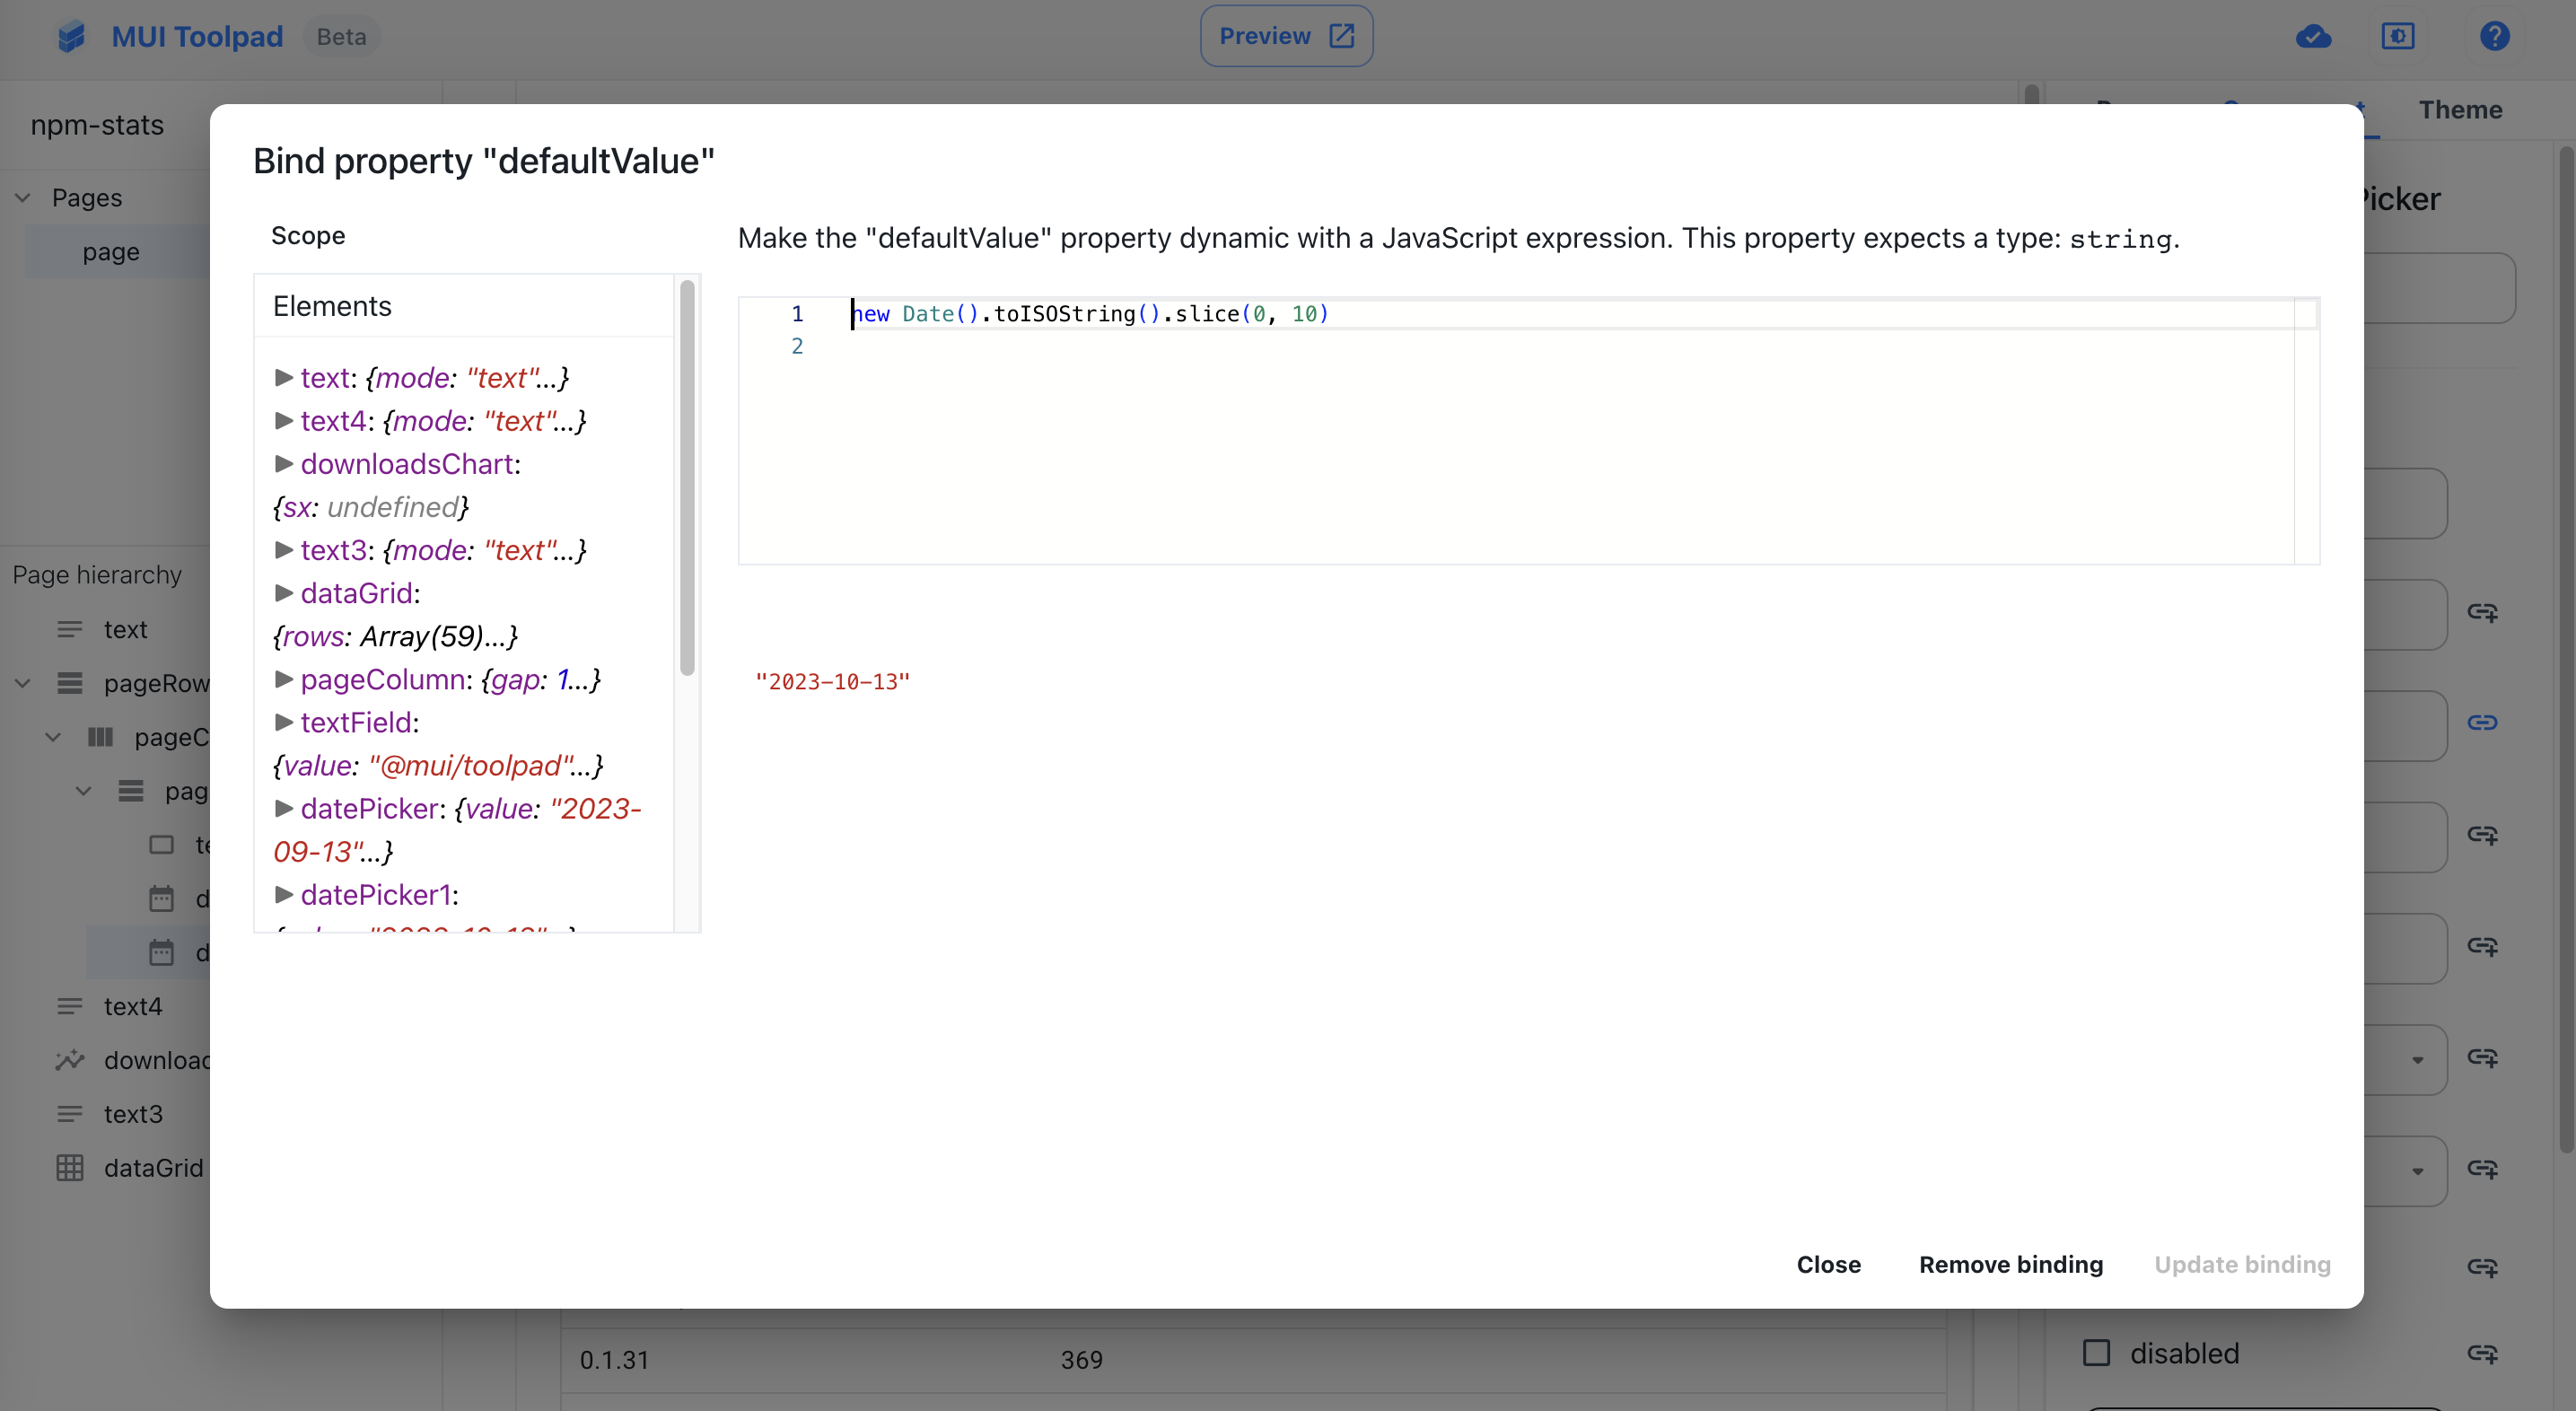 MUI Toolpad Beta
Preview
npm-stats
Theme
Pages
page
Bind property "defaultValue"
Scope
Make the "defaultValue" property dynamic with a JavaScript expression. This property expects a type: string.
Elements
text: {mode: "text"...}
text4: {mode: "text"...}
downloadsChart:
{sx: undefined}
text3: {mode: "text"...}
dataGrid:
{rows: Array(59)...}
pageColumn: {gap: 1...}
textField:
{value: "@mui/toolpad"...}
datePicker: {value: "2023-
09-13"...}
datePicker1:
1 new Date().toISOString().slice(0, 10)
2
"2023-10-13"
Page hierarchy
text
pageRow
pageC
pag
te
d
d
text4
download
text3
dataGrid
Picker
Close Remove binding Update binding
0.1.31 369
disabled